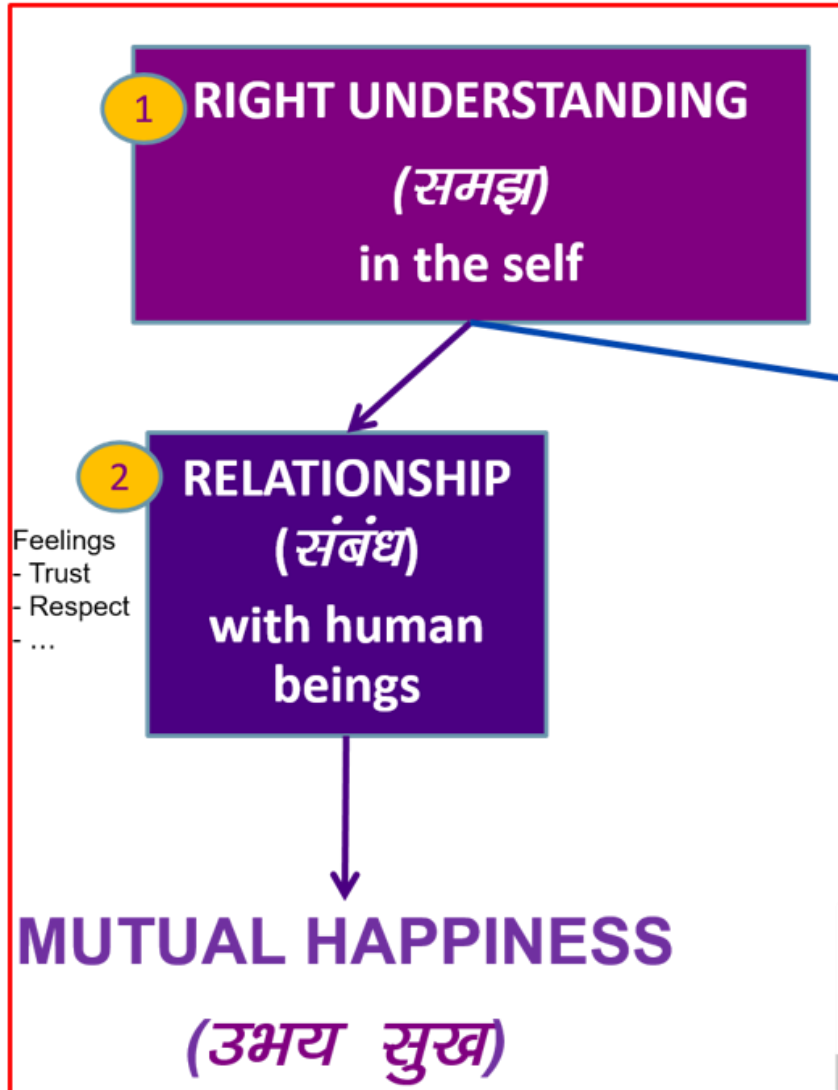 1
RIGHT UNDERSTANDING
(समझ)
in the self
2
RELATIONSHIP
(संबंध)
with human
beings
Feelings
- Trust
- Respect
- ...
MUTUAL HAPPINESS
(उभय सुख)